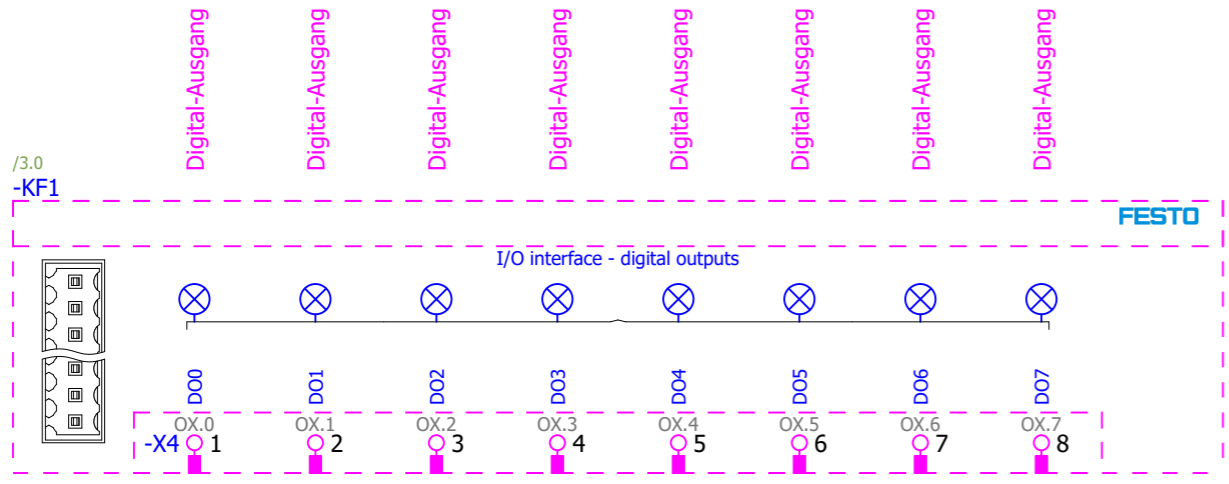 Digital-Ausgang Digital-Ausgang Digital-Ausgang Digital-Ausgang Digital-Ausgang Digital-Ausgang Digital-Ausgang Digital-Ausgang
/3.0
-KF1
FESTO
I/O interface - digital outputs
DO0 DO1 DO2 DO3 DO4 DO5 DO6 DO7
OX.0 OX.1 OX.2 OX.3 OX.4 OX.5 OX.6 OX.7
-X4 1 2 3 4 5 6 7 8